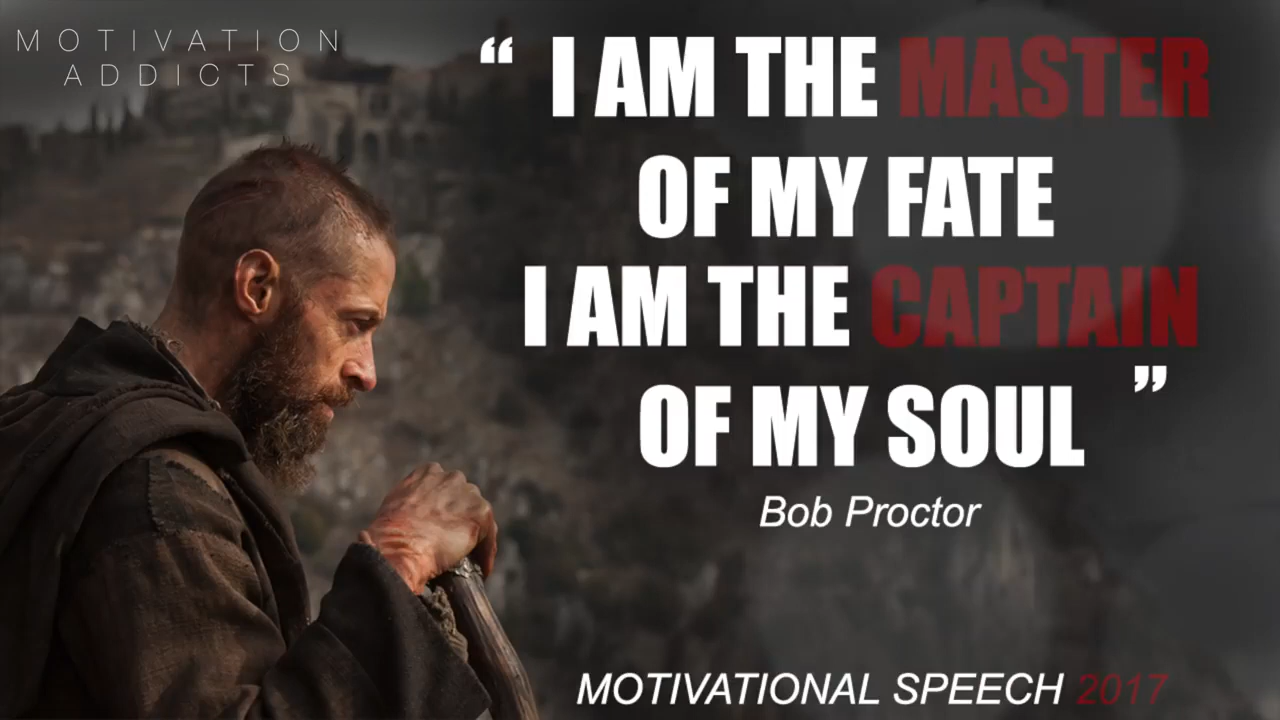 MOTIVATION
ADDICTS
“ I AM THE MASTER
OF MY FATE
I AM THE CAPTAIN
OF MY SOUL ”
Bob Proctor
MOTIVATIONAL SPEECH 2017